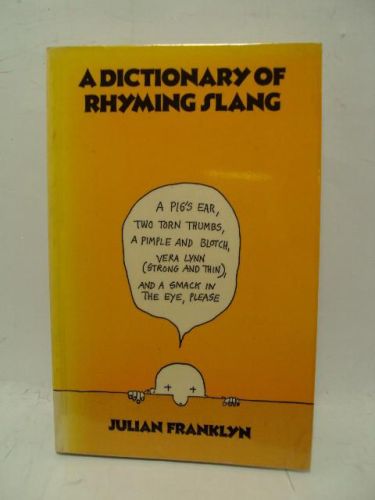 A DICTIONARY OF
RHYMING SLANG
A PIG'S EAR,
TWO TORN THUMBS,
A PIMPLE AND BLOTCH,
VERA LYNN
(STRONG AND THIN),
AND A SMACK IN
THE EYE, PLEASE
JULIAN FRANKLYN